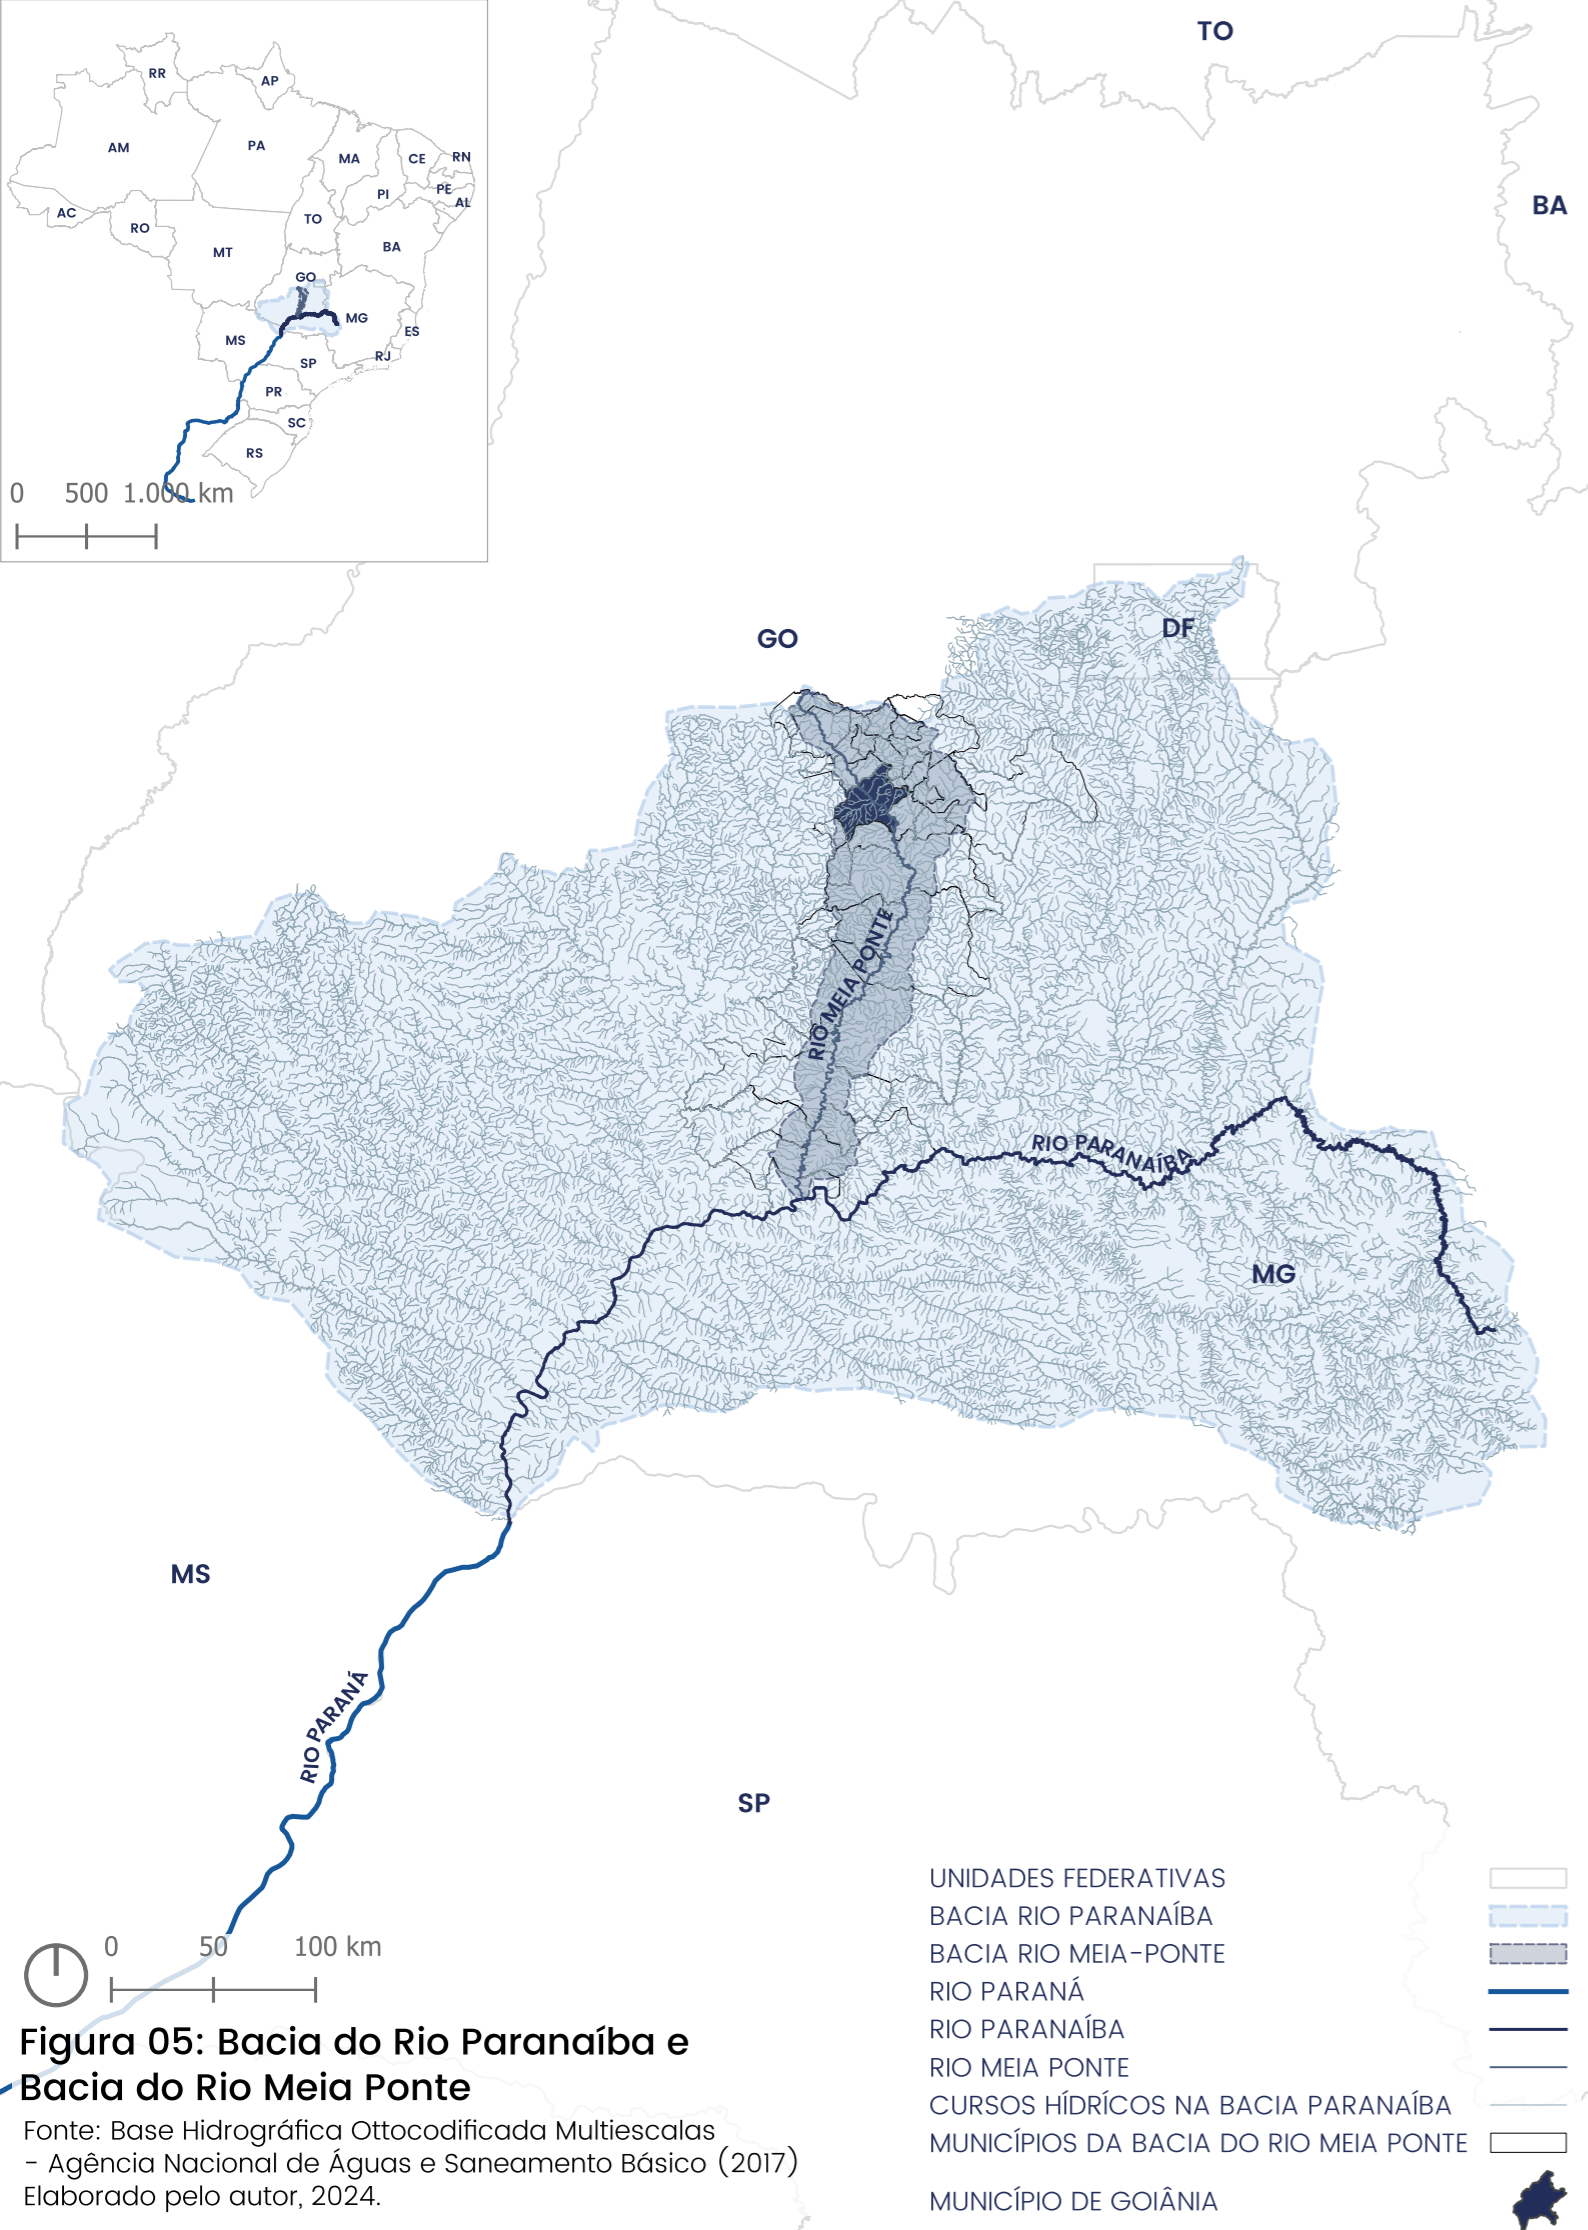 RR
AP
AM
PA
MA
CE
RN
PI
PE
AL
AC
RO
TO
MT
BA
GO
MG
MS
ES
SP
RJ
PR
SC
RS
0 500 1.000 km
TO
BA
GO
DF
RIO MEIA PONTE
RIO PARANAÍBA
MG
MS
RIO PARANÁ
SP
0 50 100 km
Figura 05: Bacia do Rio Paranaíba e
Bacia do Rio Meia Ponte
Fonte: Base Hidrográfica Ottocodificada Multiescalas
- Agência Nacional de Águas e Saneamento Básico (2017)
Elaborado pelo autor, 2024.
UNIDADES FEDERATIVAS
BACIA RIO PARANAÍBA
BACIA RIO MEIA-PONTE
RIO PARANÁ
RIO PARANAÍBA
RIO MEIA PONTE
CURSOS HÍDRÍCOS NA BACIA PARANAÍBA
MUNICÍPIOS DA BACIA DO RIO MEIA PONTE
MUNICÍPIO DE GOIÂNIA